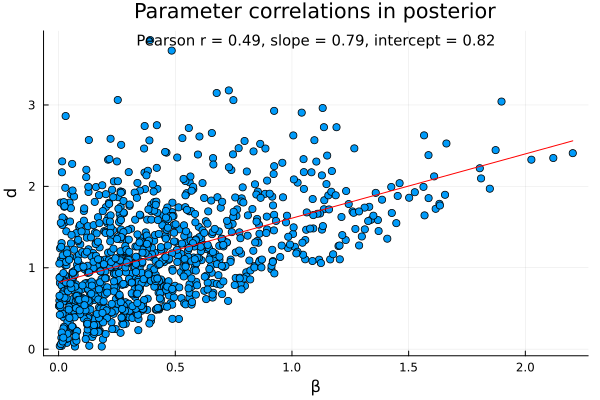 Parameter correlations in posterior
Pearson r = 0.49, slope = 0.79, intercept = 0.82
3
2
1
0
d
0.0 0.5 1.0 1.5 2.0
β